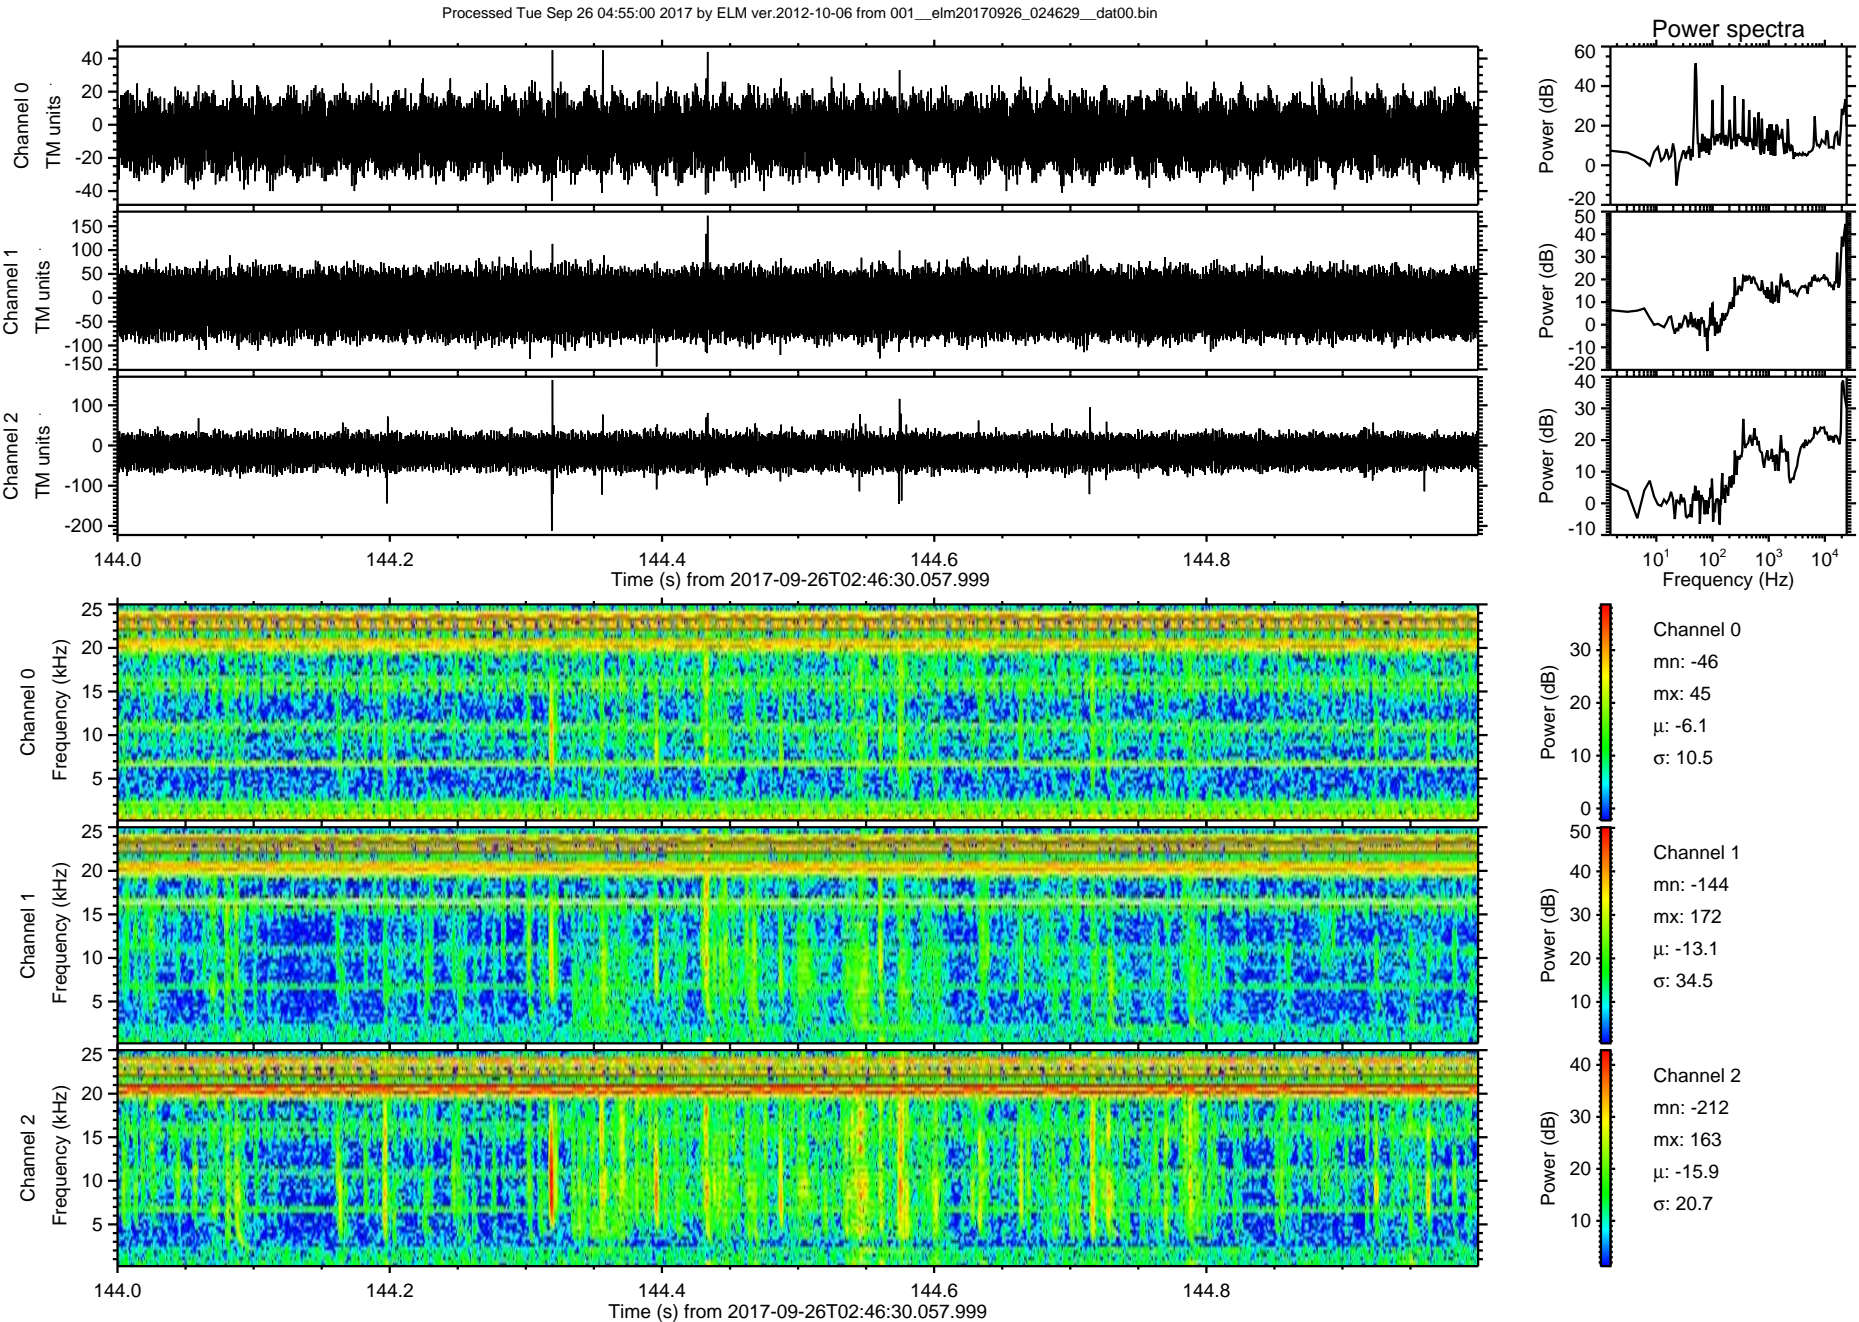 Processed Tue Sep 26 04:55:00 2017 by ELM ver.2012-10-06 from 001__elm20170926_024629__dat00.bin
Power spectra
Channel 0
TM units
40
20
0
-20
-40
Power (dB)
60
40
20
0
-20
Channel 1
TM units
150
100
50
0
-50
-100
-150
Power (dB)
50
40
30
20
10
0
-10
-20
Channel 2
TM units
100
0
-100
-200
Power (dB)
40
30
20
10
0
-10
144.0 144.2 144.4 144.6 144.8
Time (s) from 2017-09-26T02:46:30.057.999
10^1 10^2 10^3 10^4
Frequency (Hz)
Channel 0
Frequency (kHz)
25
20
15
10
5
Power (dB)
30
20
10
0
Channel 0
mn: -46
mx: 45
µ: -6.1
σ: 10.5
Channel 1
Frequency (kHz)
25
20
15
10
5
Power (dB)
50
40
30
20
10
Channel 1
mn: -144
mx: 172
µ: -13.1
σ: 34.5
Channel 2
Frequency (kHz)
25
20
15
10
5
Power (dB)
40
30
20
10
Channel 2
mn: -212
mx: 163
µ: -15.9
σ: 20.7
144.0 144.2 144.4 144.6 144.8
Time (s) from 2017-09-26T02:46:30.057.999